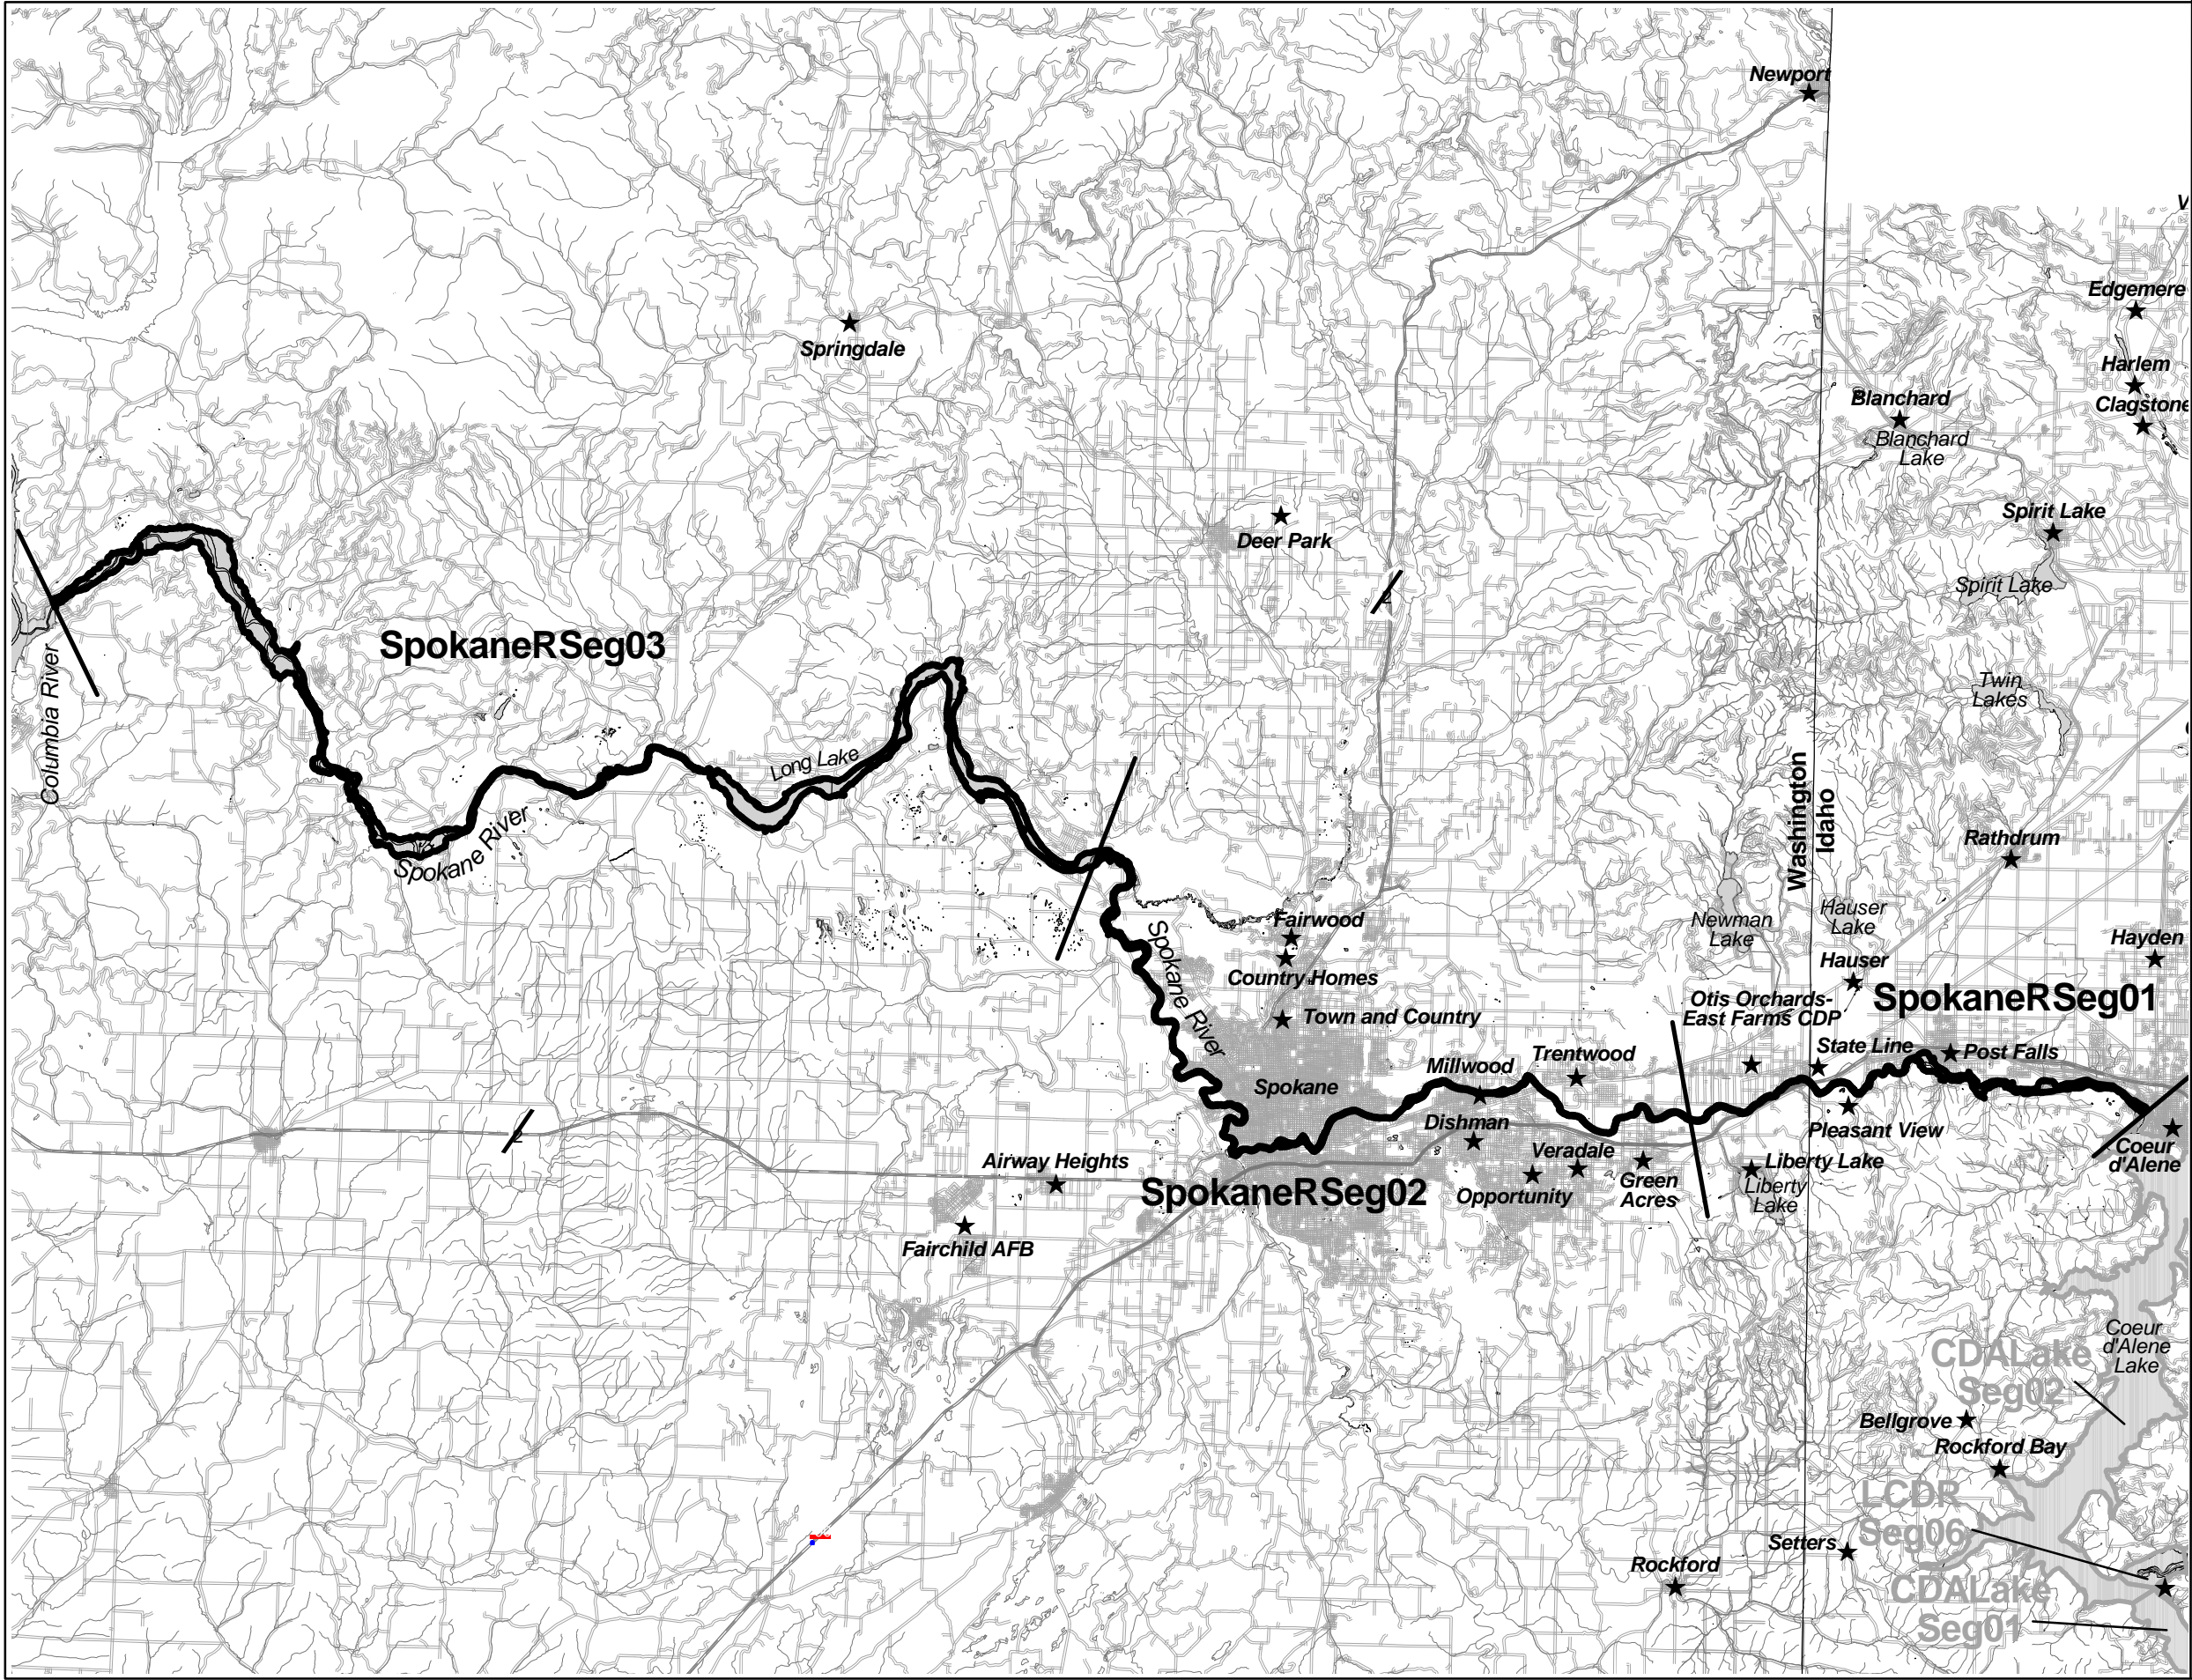 Newport
Edgemere
Springdale
Harlem
Blanchard
Clagstone
Blanchard
Lake
Spirit Lake
Deer Park
Spirit Lake
2
SpokaneRSeg03
Columbia River
Twin
Lakes
Long Lake
Washington
Idaho
Spokane River
Rathdrum
Newman
Lake
Hauser
Lake
Fairwood
Hayden
Country Homes
Hauser
Spokane River
SpokaneRSeg01
Otis Orchards-
East Farms CDP
Town and Country
State Line
Post Falls
Trentwood
Millwood
Spokane
Dishman
Pleasant View
2
Coeur
d'Alene
Veradale
Airway Heights
Liberty Lake
SpokaneRSeg02
Opportunity
Green
Acres
Liberty
Lake
Fairchild AFB
Coeur
d'Alene
Lake
CDALake
Seg02
Bellgrove
Rockford Bay
LCDR
Seg06
Setters
Rockford
CDALake
Seg01